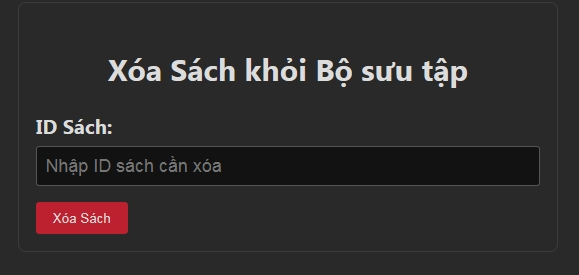 Xóa Sách khỏi Bộ sưu tập
ID Sách:
Nhập ID sách cần xóa
Xóa Sách